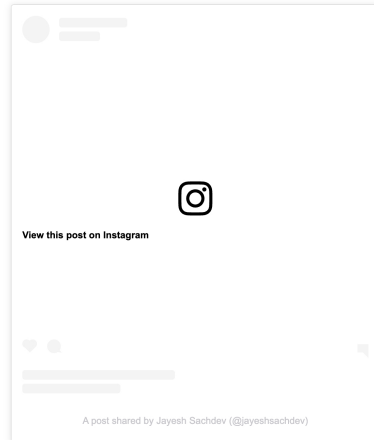 View this post on Instagram
A post shared by Jayesh Sachdev (@jayeshsachdev)